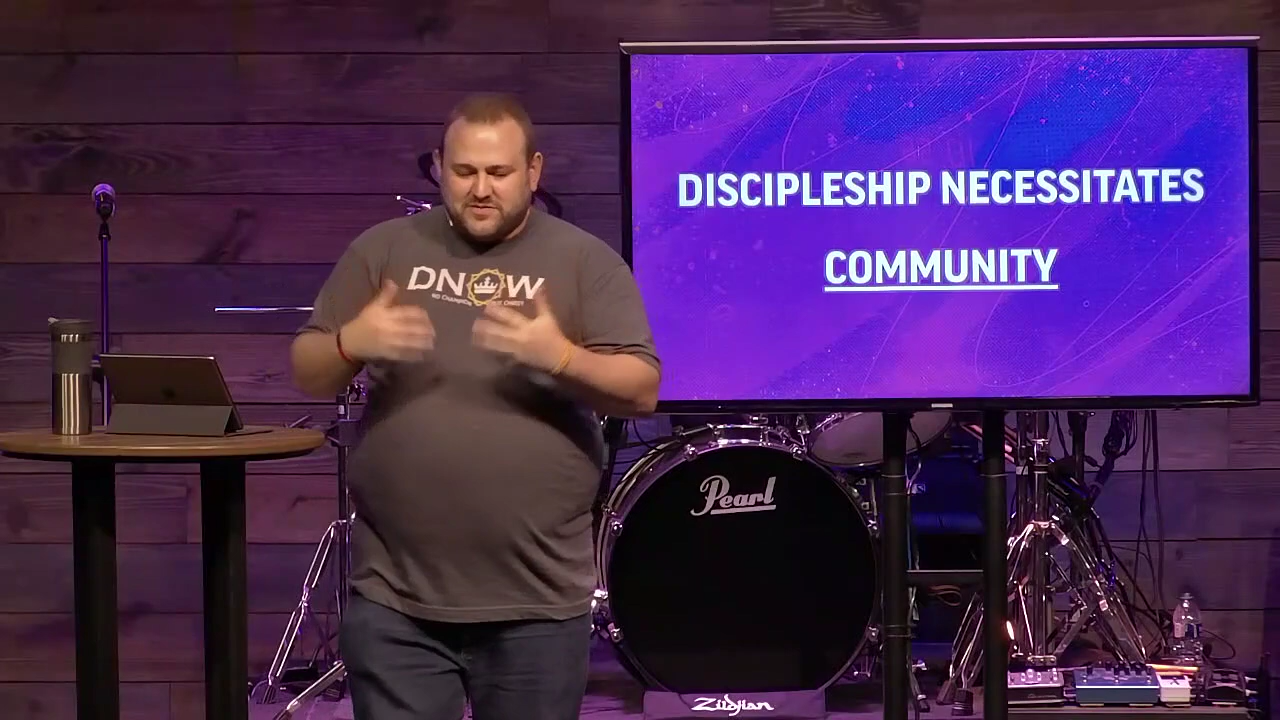 DISCIPLESHIP NECESSITATES
COMMUNITY
DNOW
Pearl
Zildjian